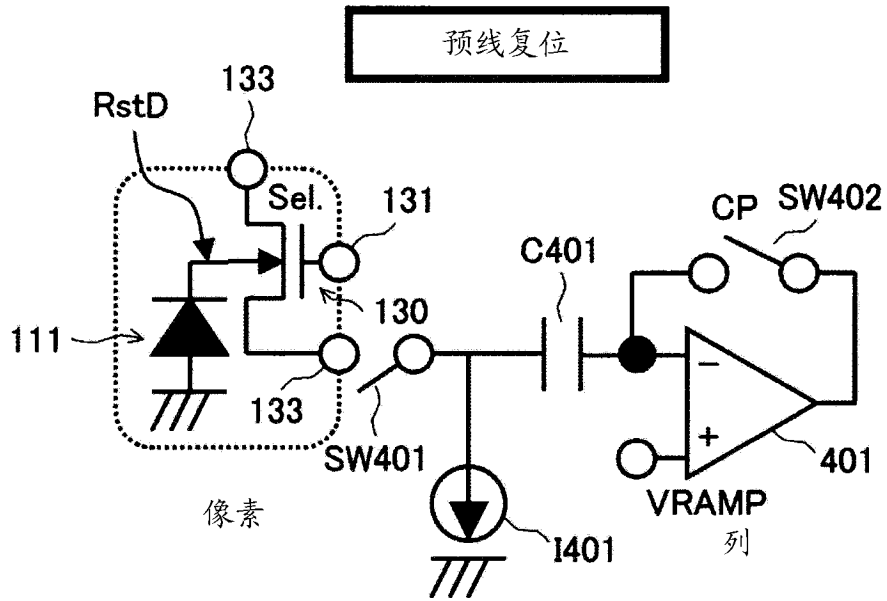 预线复位
133
RstD
Sel.
131
CP
SW402
C401
130
111
133
SW401
−
+
401
VRAMP
像素
I401
列